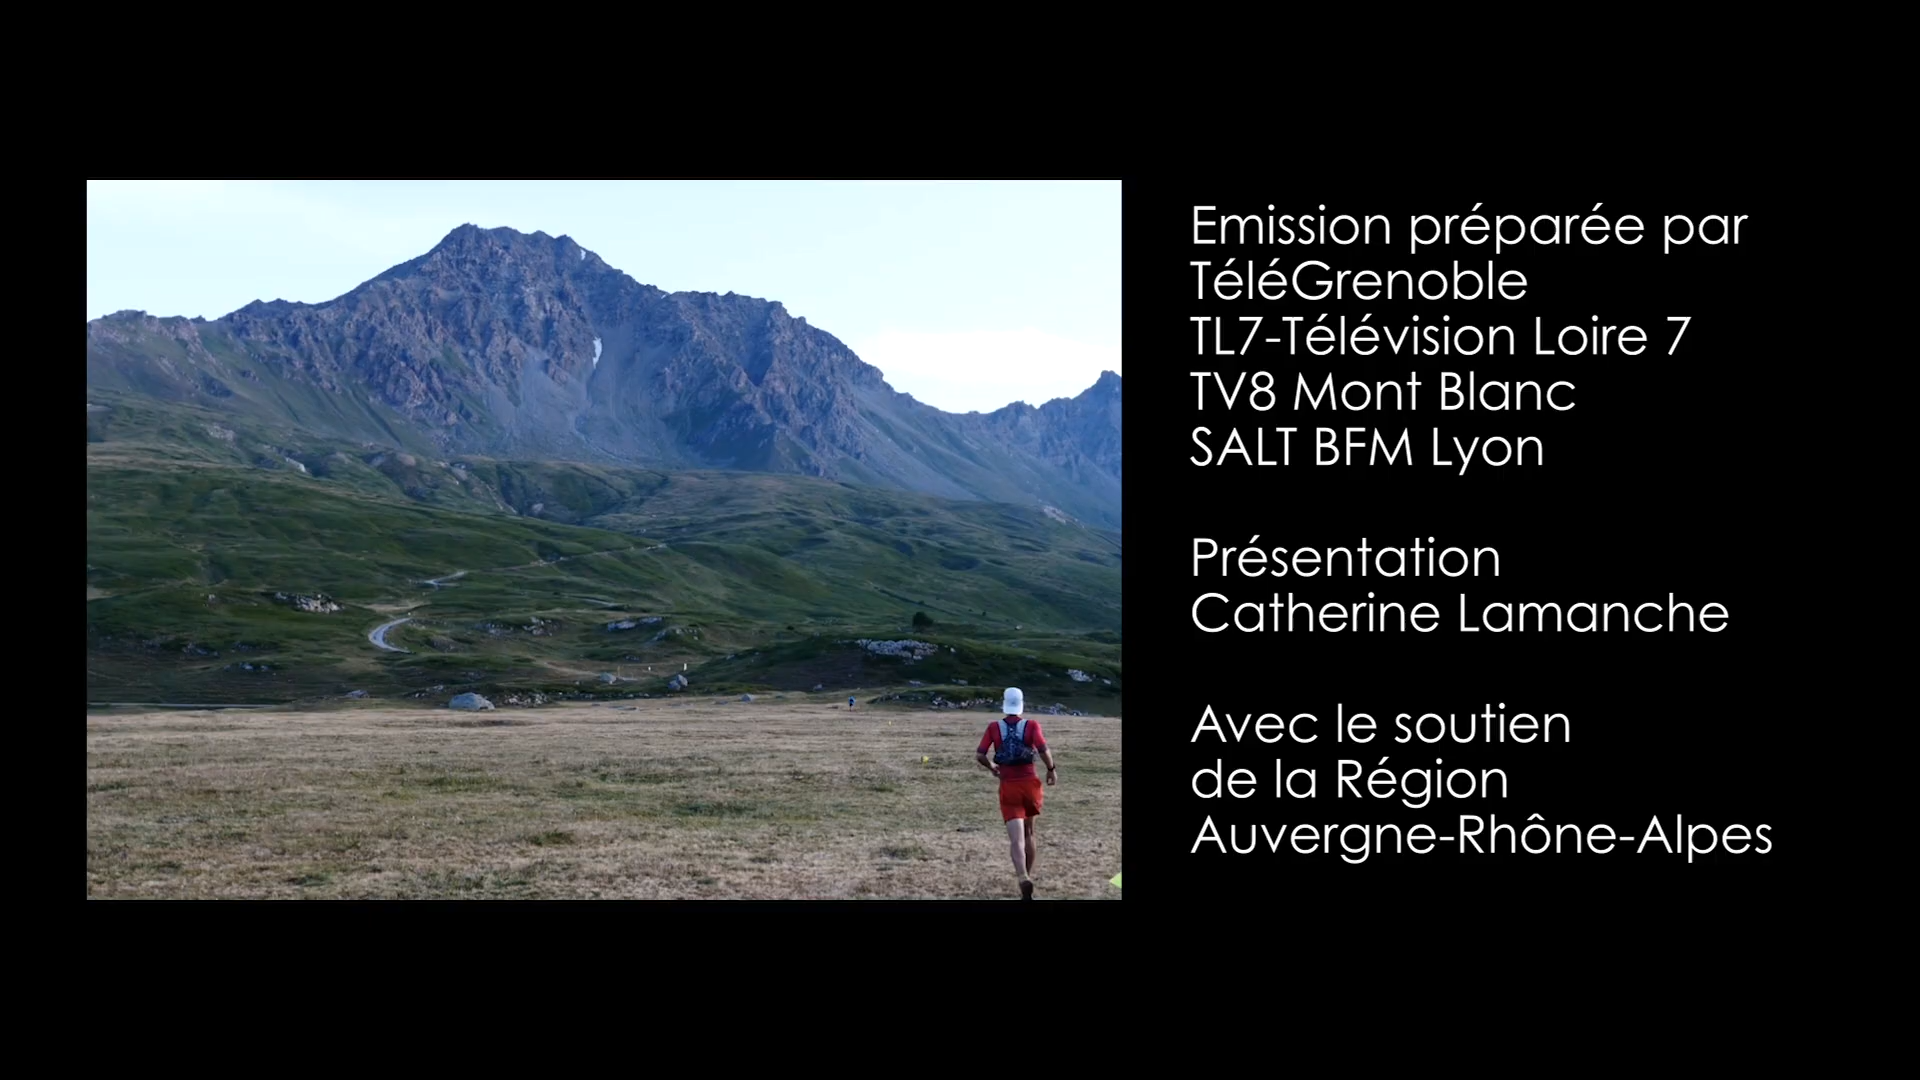 Emission préparée par
TéléGrenoble
TL7-Télévision Loire 7
TV8 Mont Blanc
SALT BFM Lyon
Présentation
Catherine Lamanche
Avec le soutien
de la Région
Auvergne-Rhône-Alpes